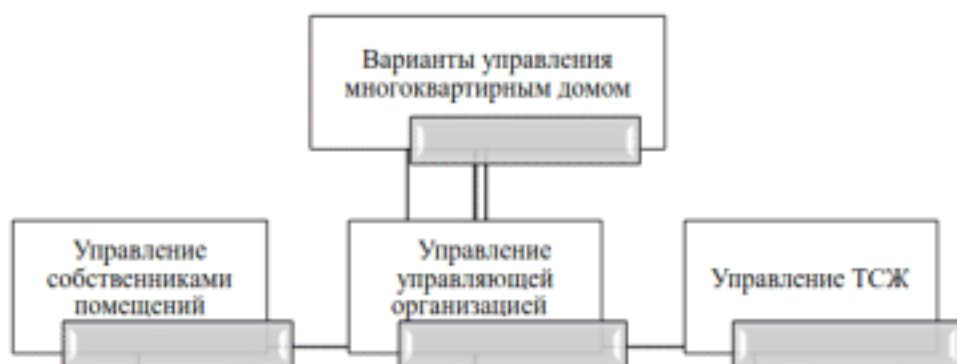 Варианты управления
многоквартирным домом
Управление
собственниками
помещений
Управление
управляющей
организацией
Управление ТСЖ